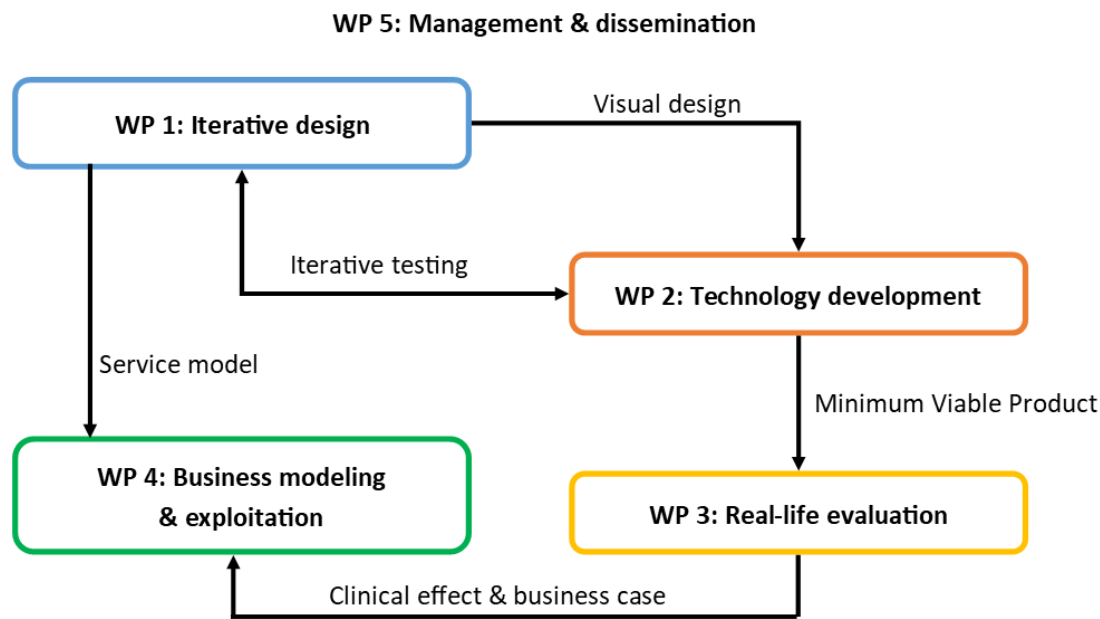 WP 5: Management & dissemination
WP 1: Iterative design
Visual design
Iterative testing
WP 2: Technology development
Service model
Minimum Viable Product
WP 4: Business modeling
& exploitation
WP 3: Real-life evaluation
Clinical effect & business case